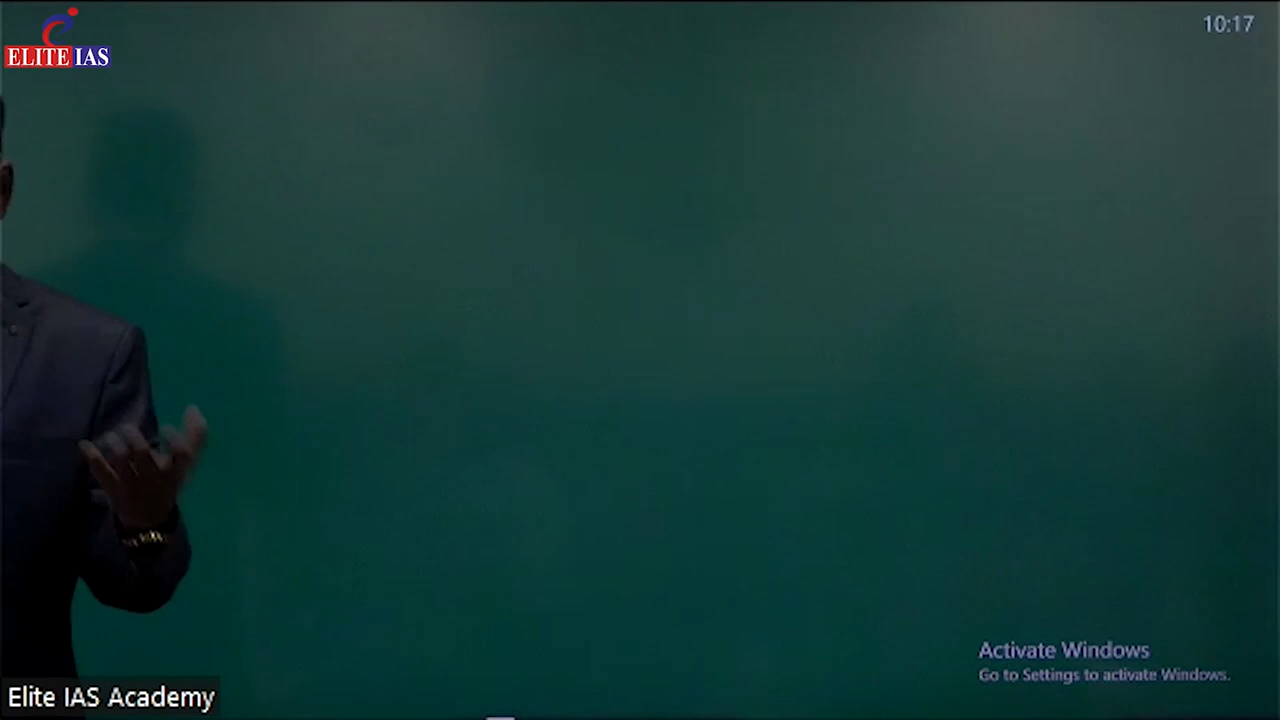 ELITE IAS
10:17
Activate Windows
Go to Settings to activate Windows.
Elite IAS Academy